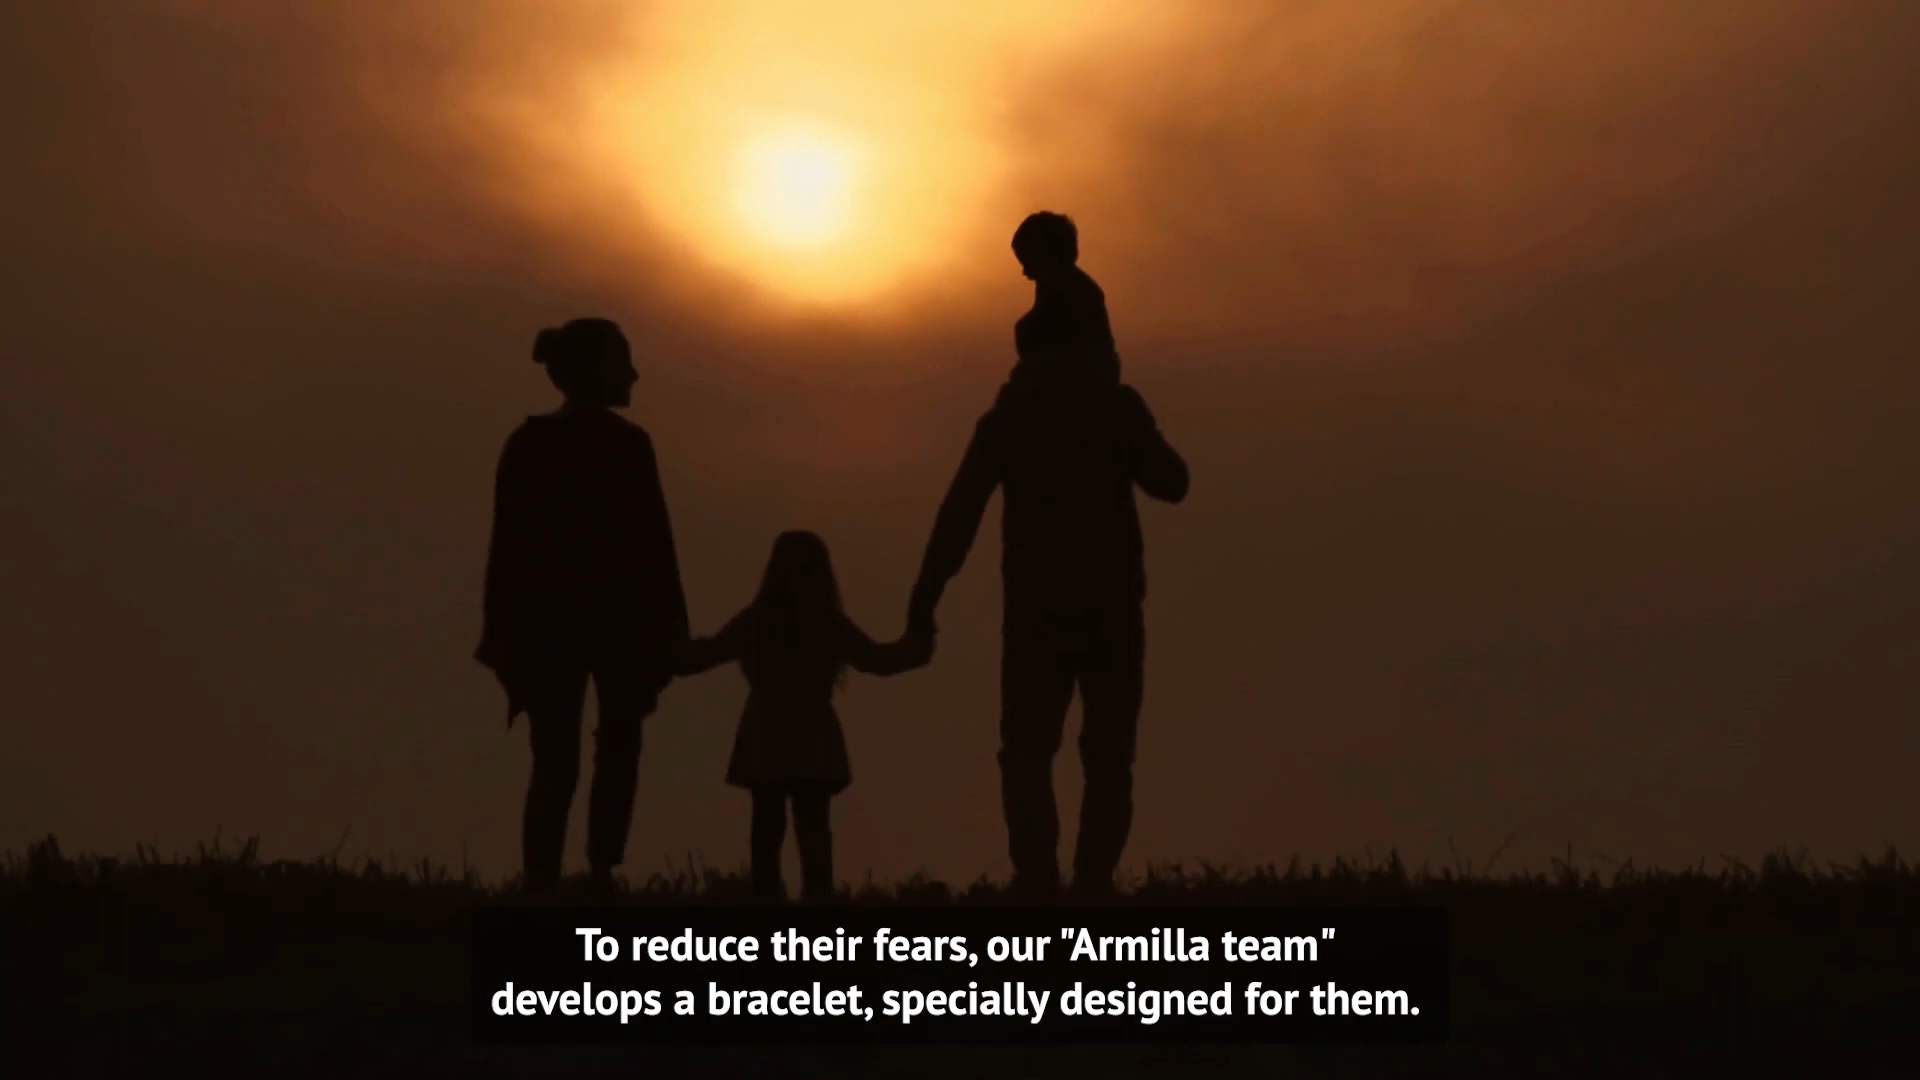 To reduce their fears, our "Armilla team"
develops a bracelet, specially designed for them.